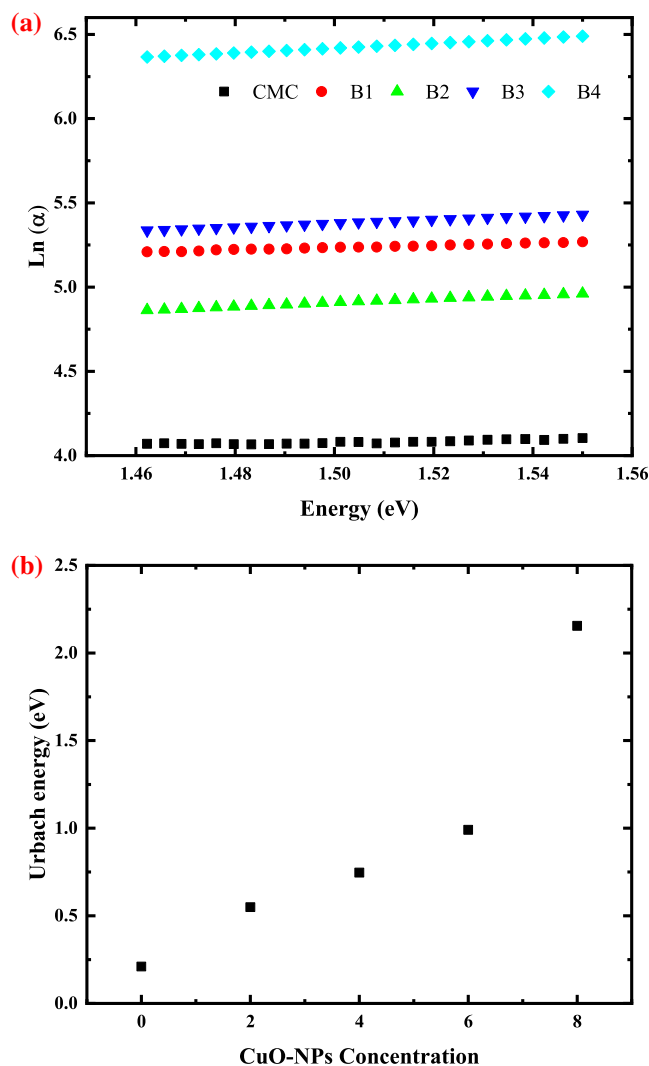 (a)
6.5
6.0
5.5
5.0
4.5
4.0
Ln (α)
CMC B1 B2 B3 B4
1.46 1.48 1.50 1.52 1.54 1.56
Energy (eV)
(b)
2.5
2.0
1.5
1.0
0.5
0.0
Urbach energy (eV)
0 2 4 6 8
CuO-NPs Concentration